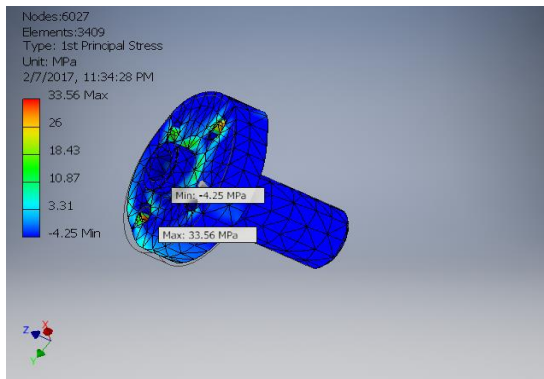 Nodes:6027
Elements:3409
Type: 1st Principal Stress
Unit: MPa
2/7/2017, 11:34:28 PM
33.56 Max
26
18.43
10.87
3.31
-4.25 Min
Min: -4.25 MPa
Max: 33.56 MPa
Z
X
Y